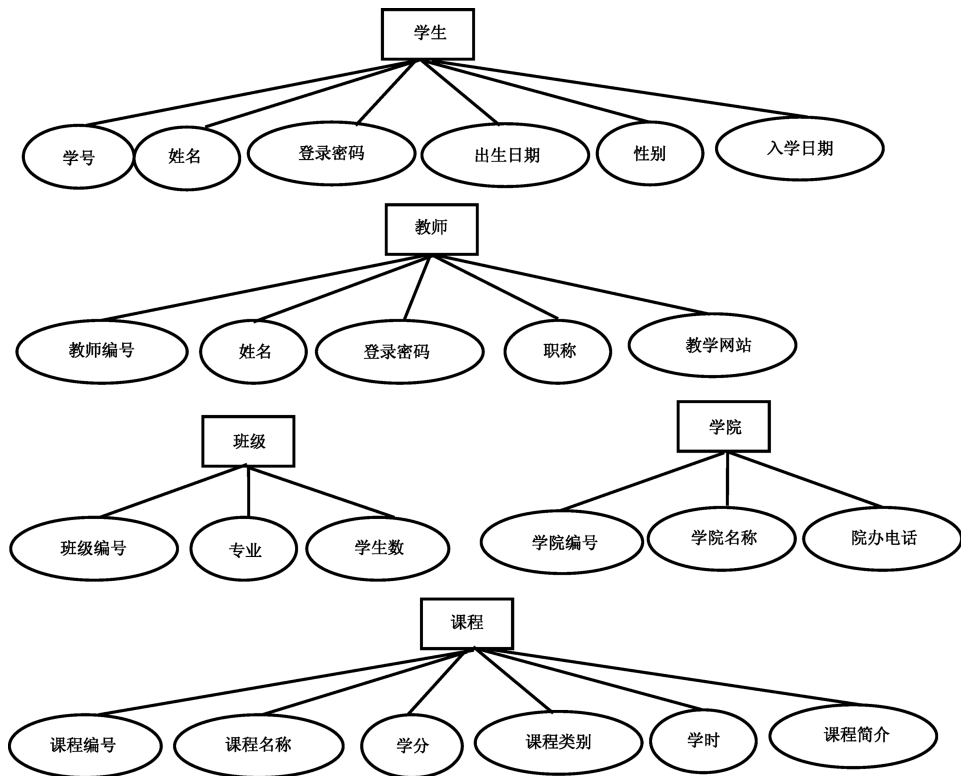 学生
学号 姓名 登录密码 出生日期 性别 入学日期
教师
教师编号 姓名 登录密码 职称 教学网站
班级 学院
班级编号 专业 学生数 学院编号 学院名称 院办电话
课程
课程编号 课程名称 学分 课程类别 学时 课程简介